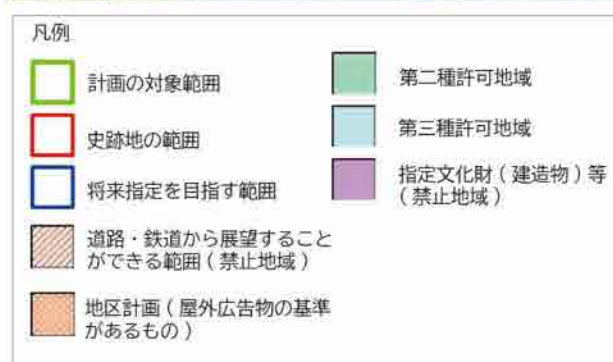 凡例
計画の対象範囲
史跡地の範囲
将来指定を目指す範囲
道路・鉄道から展望すること
ができる範囲(禁止地域)
地区計画(屋外広告物の基準
があるもの)
第二種許可地域
第三種許可地域
指定文化財(建造物)等
(禁止地域)